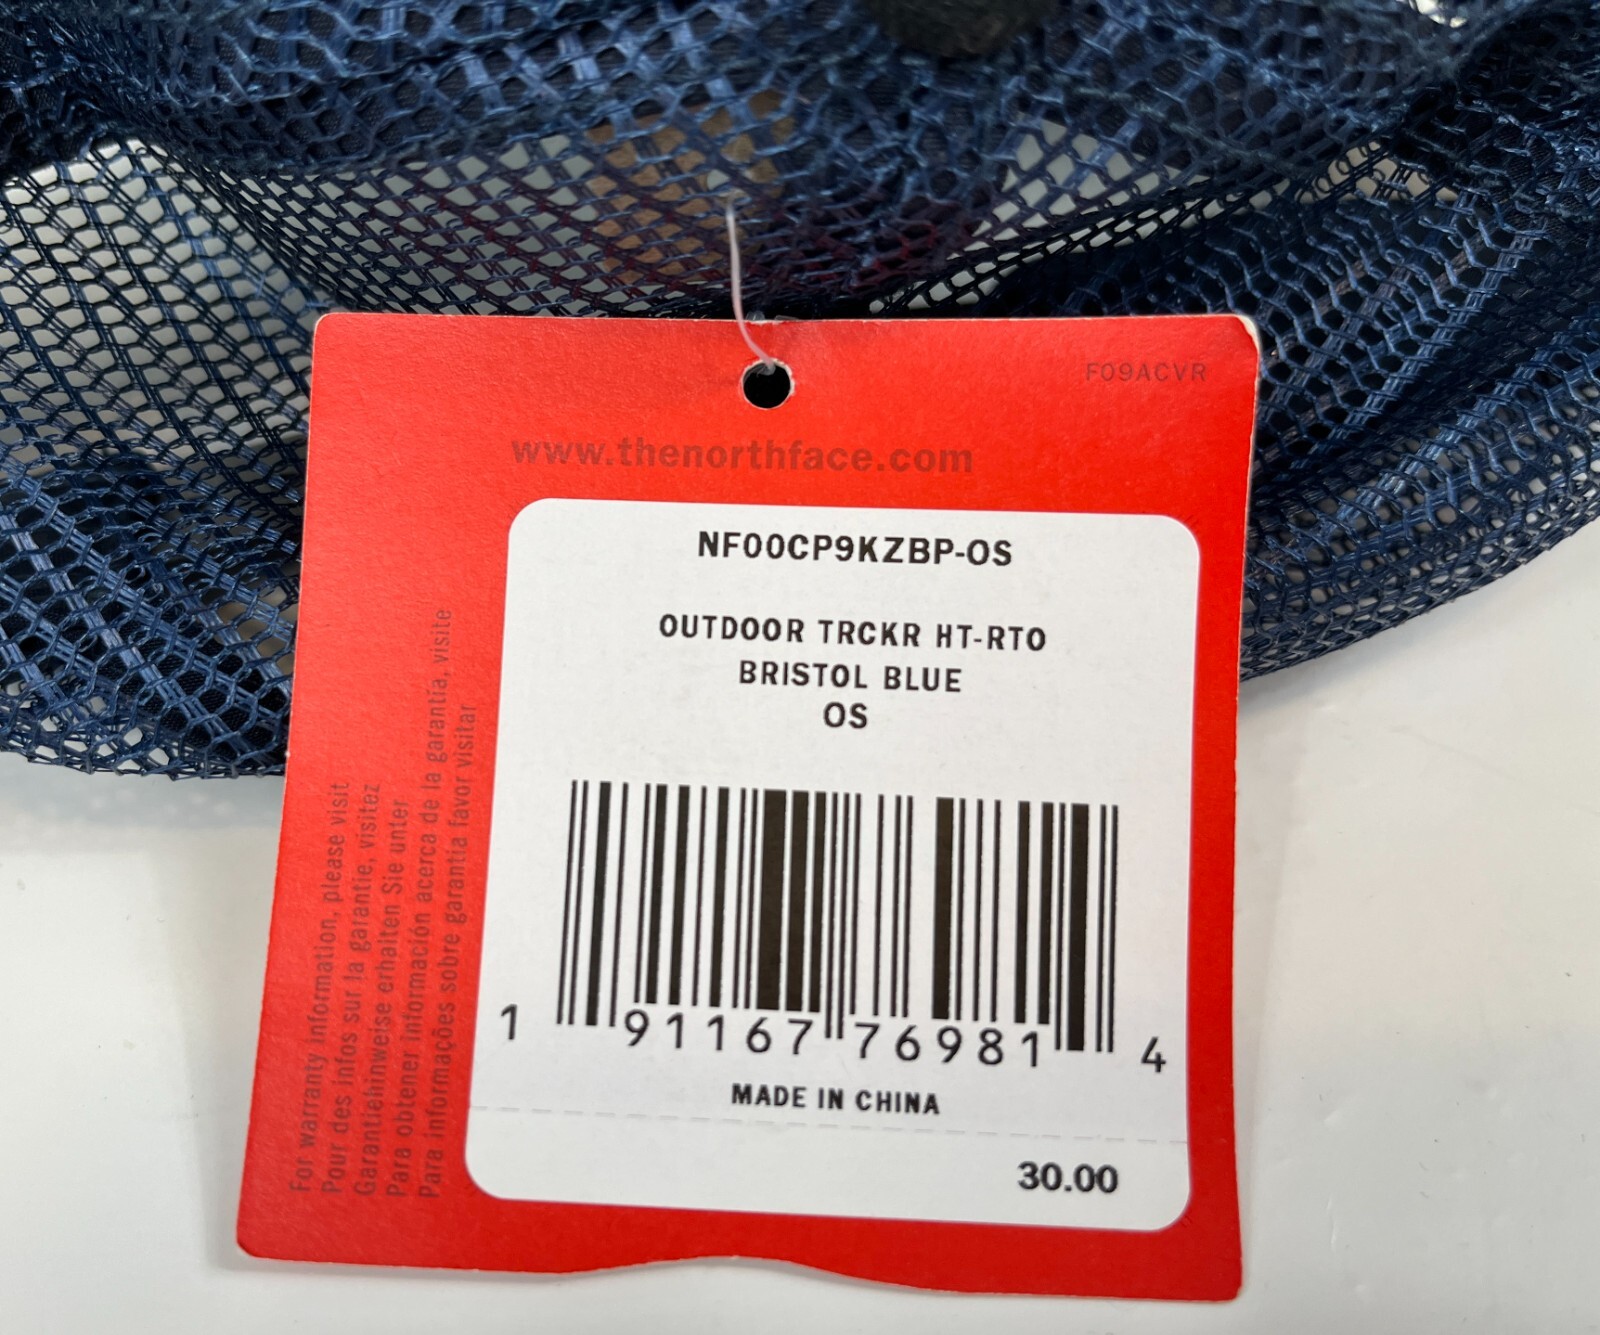 F09ACVR
www.thenorthface.com
NF00CP9KZBP-OS
OUTDOOR TRCKR HT-RTO
BRISTOL BLUE
OS
1 91167 76981 4
MADE IN CHINA
30.00
For warranty information, please visit
Pour des infos sur la garantie, visitez
Garantiehinweise erhalten Sie unter
Para obtener información acerca de la garantía, visite
Para informações sobre garantia favor visitar